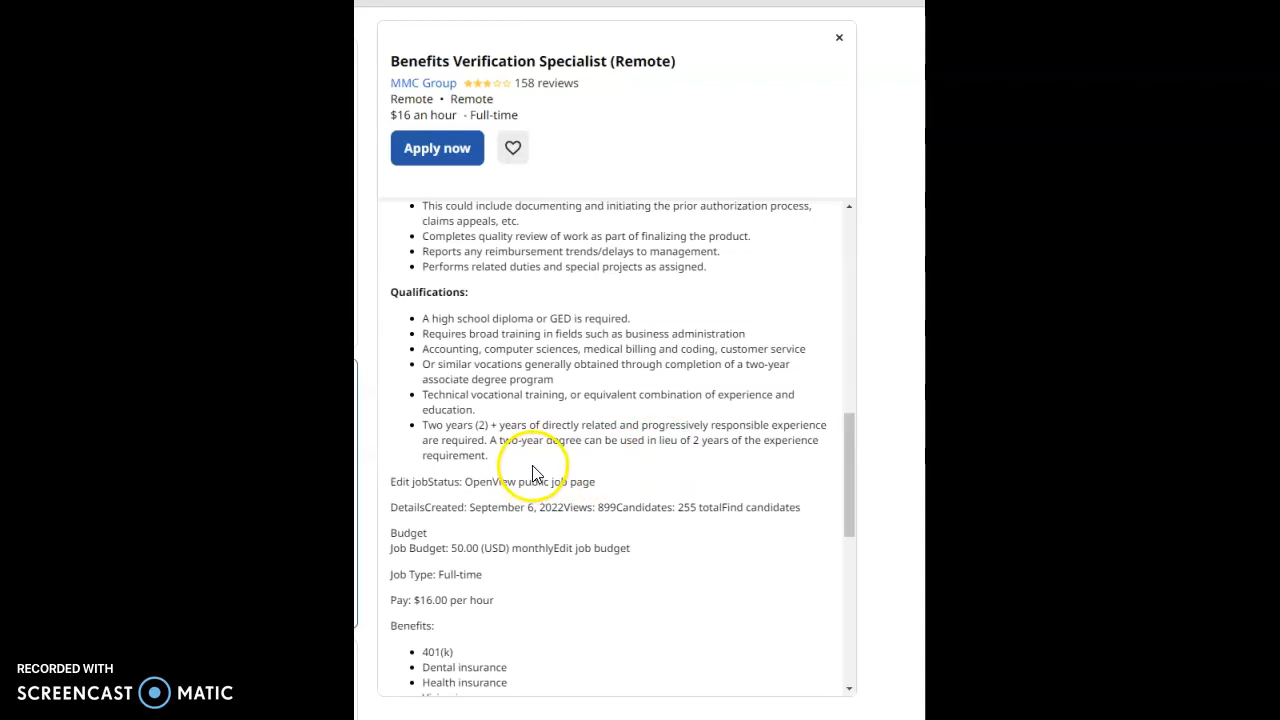 Benefits Verification Specialist (Remote)
MMC Group 158 reviews
Remote • Remote
$16 an hour - Full-time
Apply now
• This could include documenting and initiating the prior authorization process,
claims appeals, etc.
• Completes quality review of work as part of finalizing the product.
• Reports any reimbursement trends/delays to management.
• Performs related duties and special projects as assigned.
Qualifications:
• A high school diploma or GED is required.
• Requires broad training in fields such as business administration
• Accounting, computer sciences, medical billing and coding, customer service
• Or similar vocations generally obtained through completion of a two-year
associate degree program
• Technical vocational training, or equivalent combination of experience and
education.
• Two years (2) + years of directly related and progressively responsible experience
are required. A two-year degree can be used in lieu of 2 years of the experience
requirement.
Edit jobStatus: OpenView public job page
DetailsCreated: September 6, 2022Views: 899Candidates: 255 totalFind candidates
Budget
Job Budget: 50.00 (USD) monthlyEdit job budget
Job Type: Full-time
Pay: $16.00 per hour
Benefits:
• 401(k)
• Dental insurance
• Health insurance
RECORDED WITH
SCREENCAST MATIC